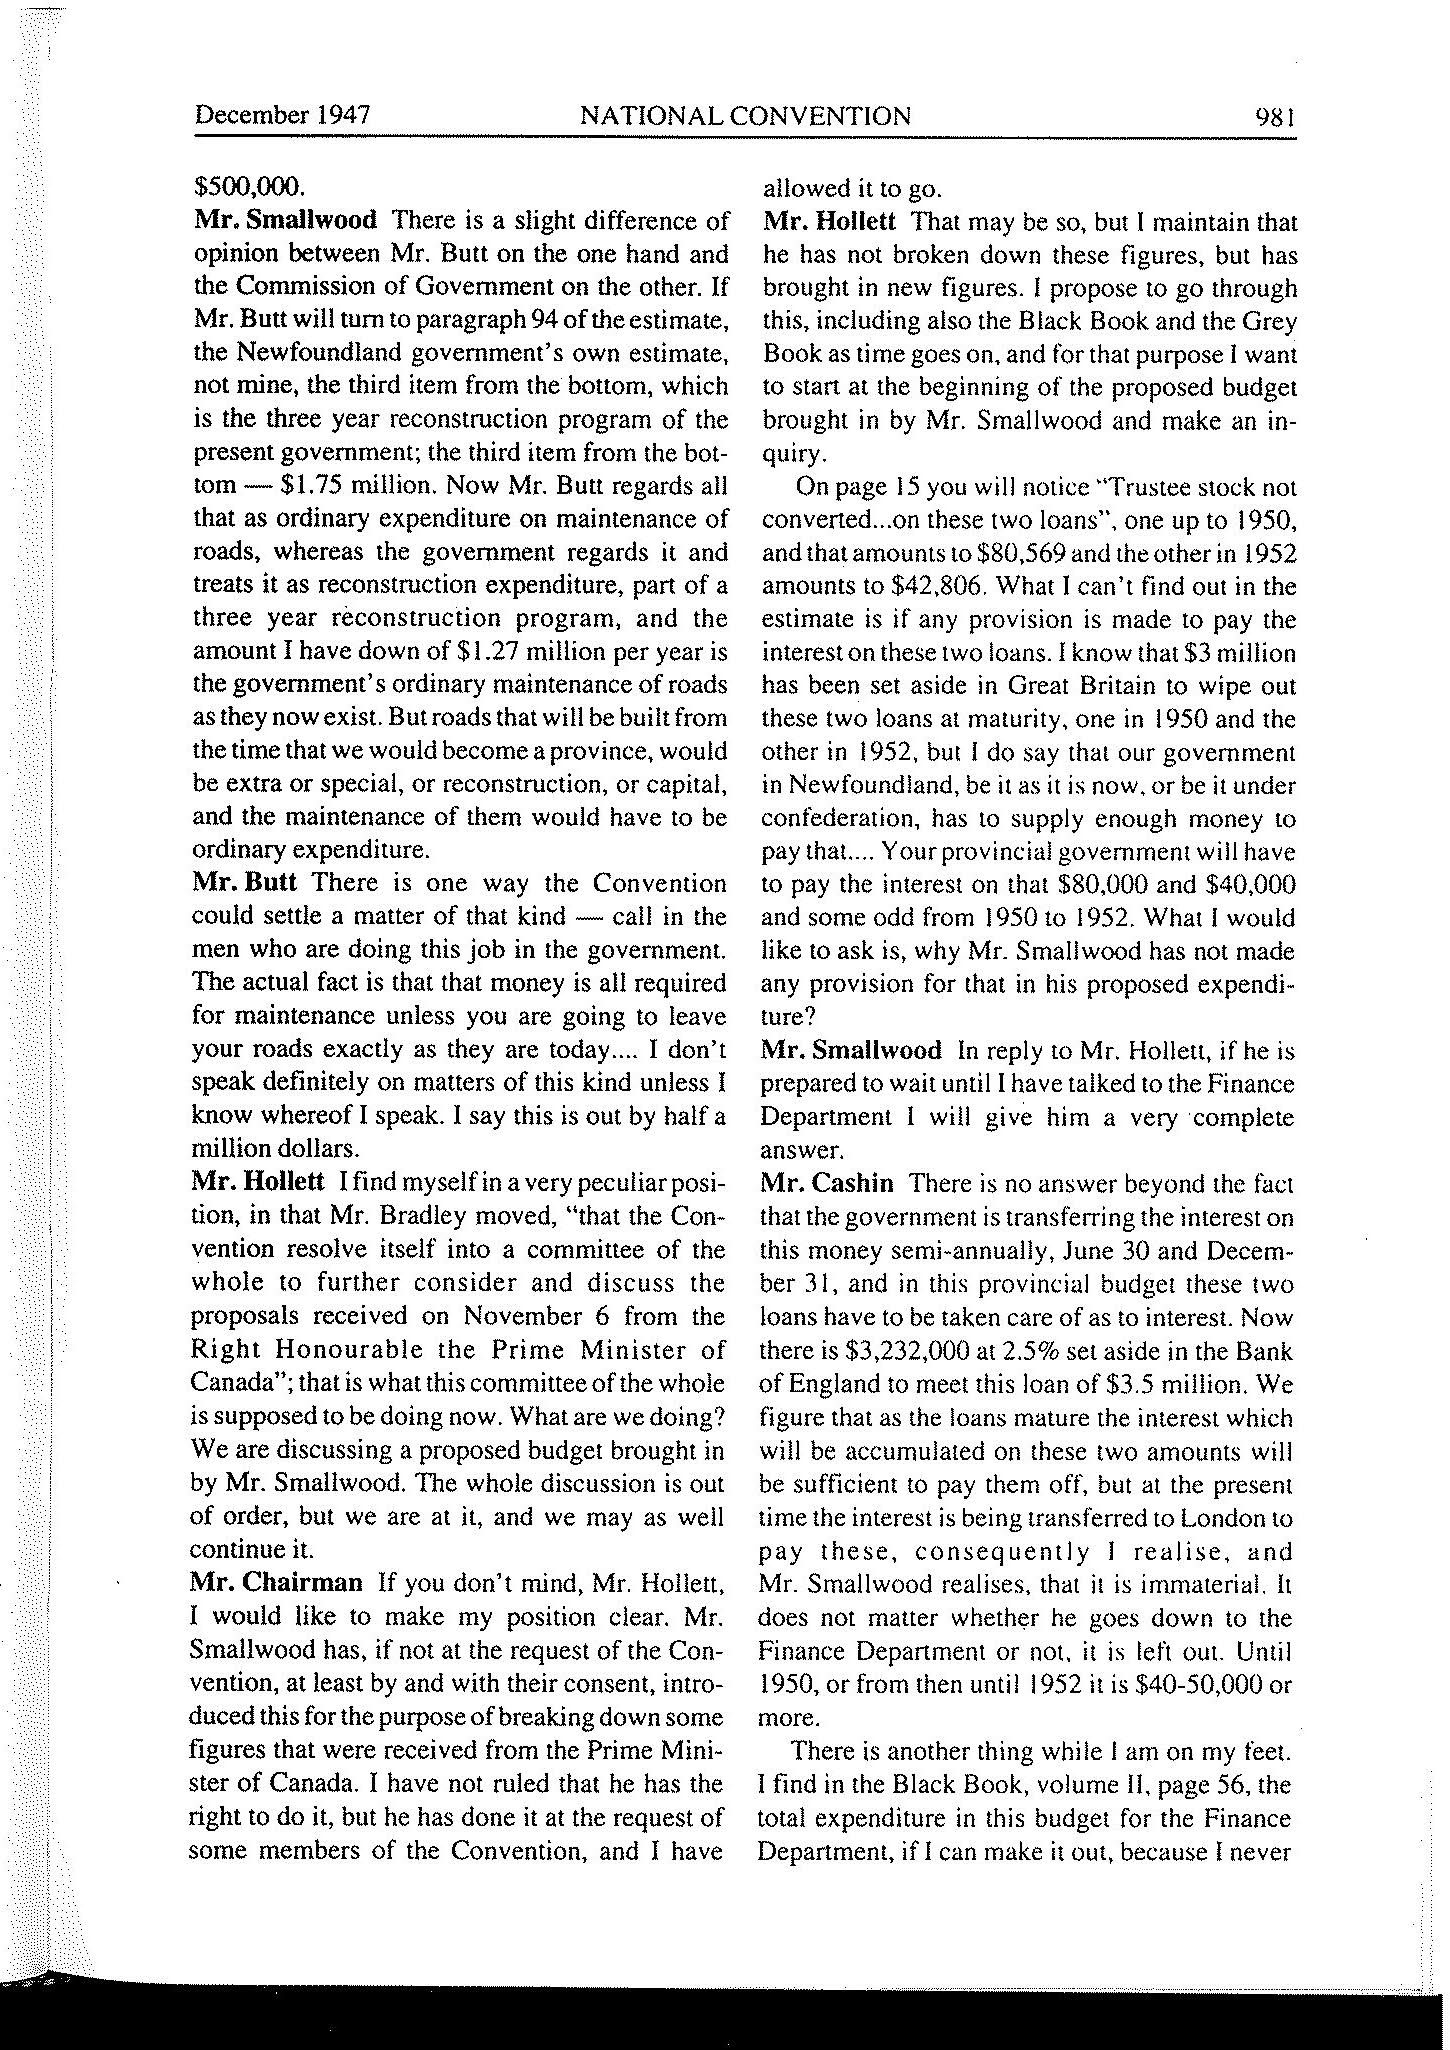 December 1947
NATIONAL CONVENTION
981
$500,000.
Mr. Smallwood There is a slight difference of
opinion between Mr. Butt on the one hand and
the Commission of Government on the other. If
Mr. Butt will turn to paragraph 94 of the estimate,
the Newfoundland government's own estimate,
not mine, the third item from the bottom, which
is the three year reconstruction program of the
present government; the third item from the bot-
tom — $1.75 million. Now Mr. Butt regards all
that as ordinary expenditure on maintenance of
roads, whereas the government regards it and
treats it as reconstruction expenditure, part of a
three year reconstruction program, and the
amount I have down of $1.27 million per year is
the government's ordinary maintenance of roads
as they now exist. But roads that will be built from
the time that we would become a province, would
be extra or special, or reconstruction, or capital,
and the maintenance of them would have to be
ordinary expenditure.
Mr. Butt There is one way the Convention
could settle a matter of that kind — call in the
men who are doing this job in the government.
The actual fact is that that money is all required
for maintenance unless you are going to leave
your roads exactly as they are today.... I don't
speak definitely on matters of this kind unless I
know whereof I speak. I say this is out by half a
million dollars.
Mr. Hollett I find myself in a very peculiar posi-
tion, in that Mr. Bradley moved, "that the Con-
vention resolve itself into a committee of the
whole to further consider and discuss the
proposals received on November 6 from the
Right Honourable the Prime Minister of
Canada"; that is what this committee of the whole
is supposed to be doing now. What are we doing?
We are discussing a proposed budget brought in
by Mr. Smallwood. The whole discussion is out
of order, but we are at it, and we may as well
continue it.
Mr. Chairman If you don't mind, Mr. Hollett,
I would like to make my position clear. Mr.
Smallwood has, if not at the request of the Con-
vention, at least by and with their consent, intro-
duced this for the purpose of breaking down some
figures that were received from the Prime Mini-
ster of Canada. I have not ruled that he has the
right to do it, but he has done it at the request of
some members of the Convention, and I have
allowed it to go.
Mr. Hollett That may be so, but I maintain that
he has not broken down these figures, but has
brought in new figures. I propose to go through
this, including also the Black Book and the Grey
Book as time goes on, and for that purpose I want
to start at the beginning of the proposed budget
brought in by Mr. Smallwood and make an in-
quiry.
On page 15 you will notice "Trustee stock not
converted...on these two loans", one up to 1950,
and that amounts to $80,569 and the other in 1952
amounts to $42,806. What I can't find out in the
estimate is if any provision is made to pay the
interest on these two loans. I know that $3 million
has been set aside in Great Britain to wipe out
these two loans at maturity, one in 1950 and the
other in 1952, but I do say that our government
in Newfoundland, be it as it is now, or be it under
confederation, has to supply enough money to
pay that.... Your provincial government will have
to pay the interest on that $80,000 and $40,000
and some odd from 1950 to 1952. What I would
like to ask is, why Mr. Smallwood has not made
any provision for that in his proposed expendi-
ture?
Mr. Smallwood In reply to Mr. Hollett, if he is
prepared to wait until I have talked to the Finance
Department I will give him a very complete
answer.
Mr. Cashin There is no answer beyond the fact
that the government is transferring the interest on
this money semi-annually, June 30 and Decem-
ber 31, and in this provincial budget these two
loans have to be taken care of as to interest. Now
there is $3,232,000 at 2.5% set aside in the Bank
of England to meet this loan of $3.5 million. We
figure that as the loans mature the interest which
will be accumulated on these two amounts will
be sufficient to pay them off, but at the present
time the interest is being transferred to London to
pay these, consequently I realise, and
Mr. Smallwood realises, that it is immaterial. It
does not matter whether he goes down to the
Finance Department or not, it is left out. Until
1950, or from then until 1952 it is $40-50,000 or
more.
There is another thing while I am on my feet.
I find in the Black Book, volume II, page 56, the
total expenditure in this budget for the Finance
Department, if I can make it out, because I never